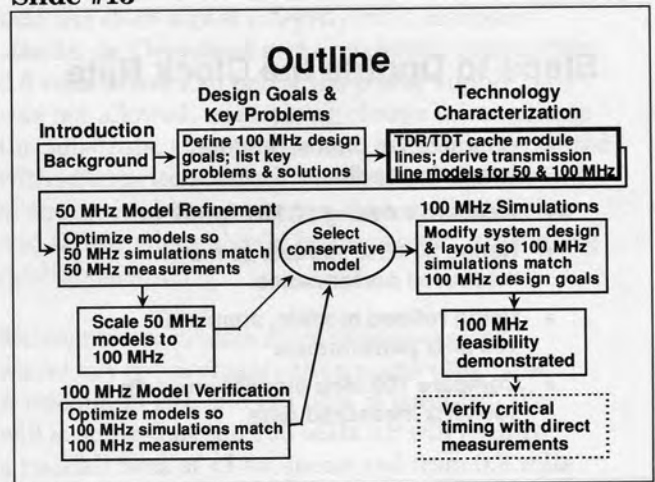 Slide #
Outline
Design Goals &
Key Problems
Technology
Characterization
Introduction
Background
Define 100 MHz design
goals; list key
problems & solutions
TDR/TDT cache module
lines; derive transmission
line models for 50 & 100 MHz
50 MHz Model Refinement
Optimize models so
50 MHz simulations match
50 MHz measurements
Select
conservative
model
100 MHz Simulations
Modify system design
& layout so 100 MHz
simulations match
100 MHz design goals
Scale 50 MHz
models to
100 MHz
100 MHz
feasibility
demonstrated
100 MHz Model Verification
Optimize models so
100 MHz simulations match
100 MHz measurements
Verify critical
timing with direct
measurements